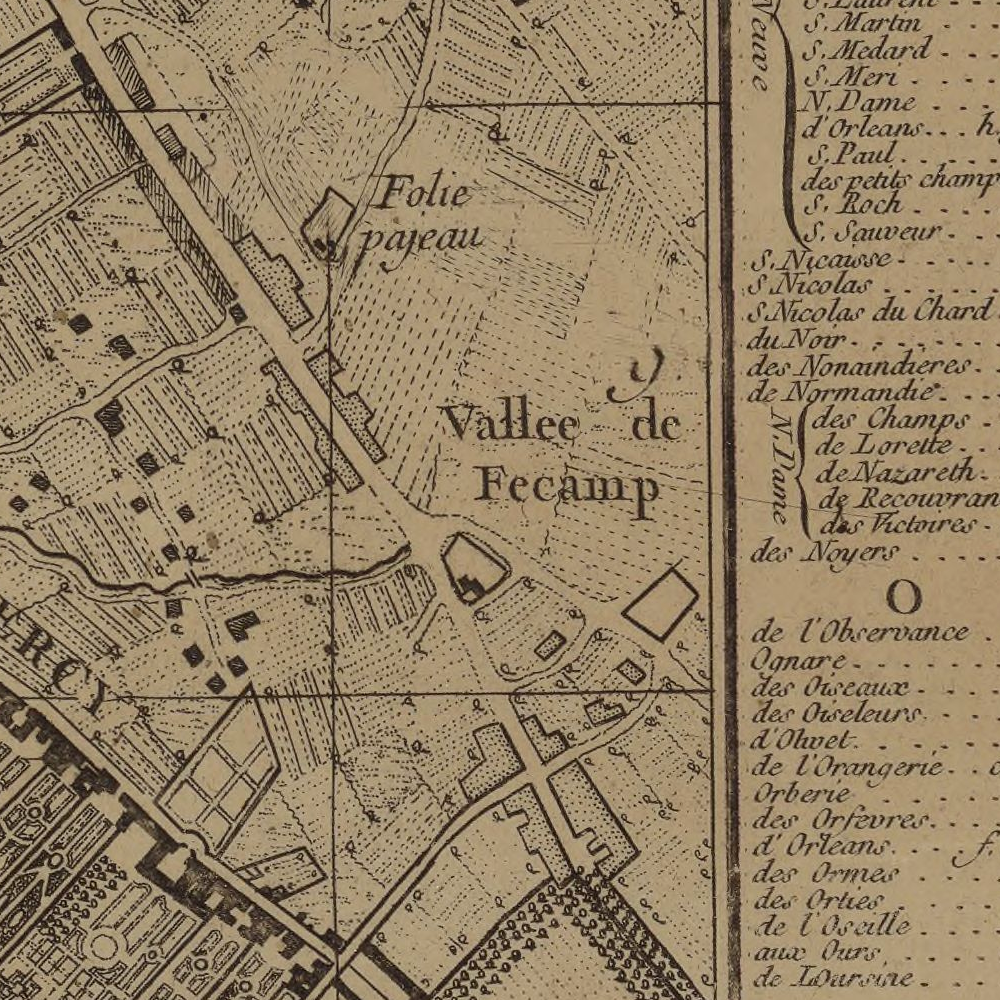 Folie
pajeau
y
Vallee de
Fecamp
RCY
Neuve
S. Laurent
S. Martin
S. Medard
S. Meri
N. Dame
d'Orleans... h.
S. Paul
des petits champ
S. Roch
S. Sauveur
S. Nicaisse
S Nicolas
S. Nicolas du Chard
du Noir
des Nonaindieres
de Normandie
N. Dame
des Champs
de Lorette
de Nazareth
de Recouvran
des Victoires
des Noyers
O
de l'Observance
Ognare
des Oiseaux
des Oiseleurs
d'Olivet
de l'Orangerie
Orberie
des Orfevres
d'Orleans.... f.
des Ormes
des Orties
de l'Oseille
aux Ours
de Loursine